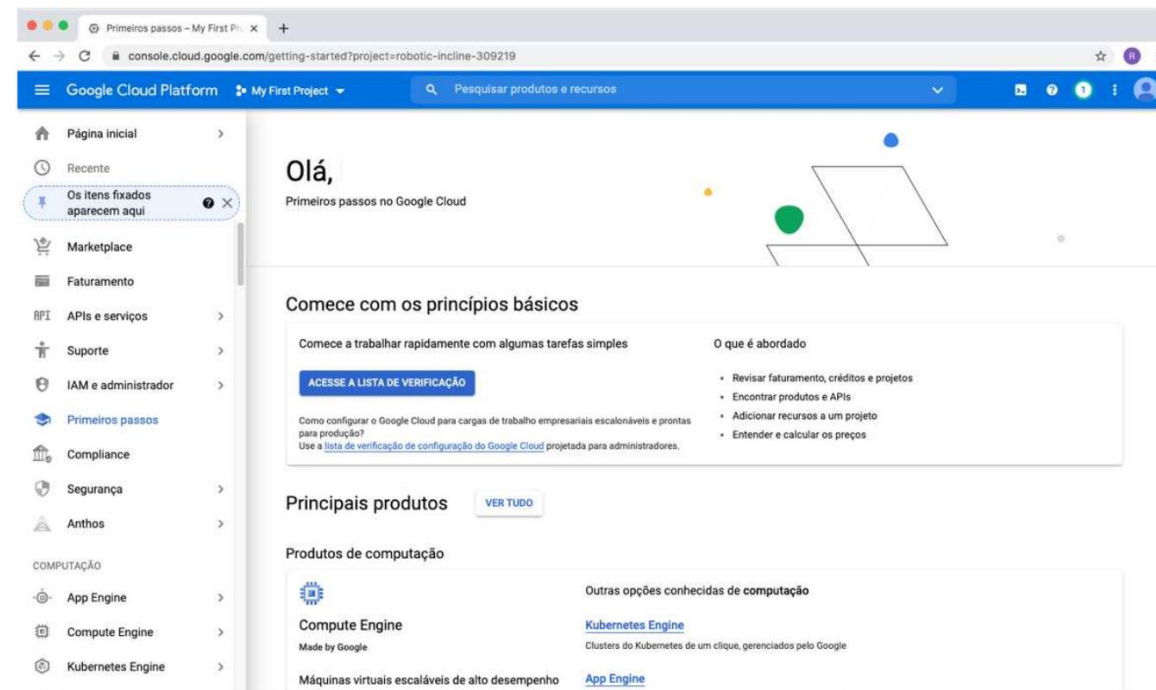 Primeiros passos – My First Pr
console.cloud.google.com/getting-started?project=robotic-incline-309219
R
Google Cloud Platform
My First Project
Pesquisar produtos e recursos
1
Página inicial
Recente
Os itens fixados
aparecem aqui
Marketplace
Faturamento
API APIs e serviços
Suporte
IAM e administrador
Primeiros passos
Compliance
Segurança
Anthos
COMPUTAÇÃO
App Engine
Compute Engine
Kubernetes Engine
Olá,
Primeiros passos no Google Cloud
Comece com os princípios básicos
Comece a trabalhar rapidamente com algumas tarefas simples
ACESSE A LISTA DE VERIFICAÇÃO
Como configurar o Google Cloud para cargas de trabalho empresariais escalonáveis e prontas
para produção?
Use a lista de verificação de configuração do Google Cloud projetada para administradores.
O que é abordado
• Revisar faturamento, créditos e projetos
• Encontrar produtos e APIs
• Adicionar recursos a um projeto
• Entender e calcular os preços
Principais produtos
VER TUDO
Produtos de computação
Compute Engine
Made by Google
Máquinas virtuais escaláveis de alto desempenho
Outras opções conhecidas de computação
Kubernetes Engine
Clusters do Kubernetes de um clique, gerenciados pelo Google
App Engine